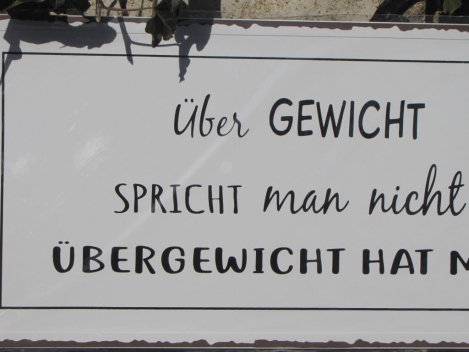 Über GEWICHT
SPRICHT man nicht
ÜBERGEWICHT HAT